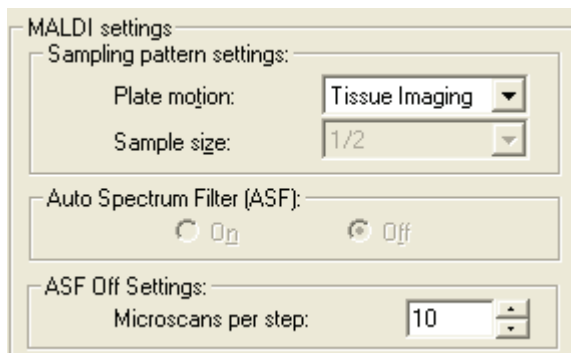 MALDI settings
Sampling pattern settings:
Plate motion: Tissue Imaging
Sample size: 1/2
Auto Spectrum Filter (ASF):
On Off
ASF Off Settings:
Microscans per step: 10